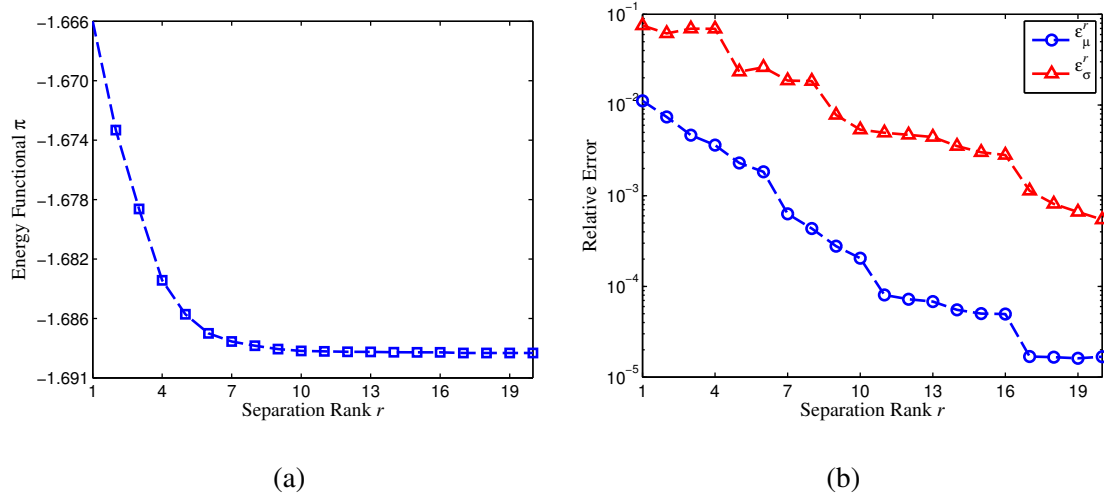 −1.666
−1.670
−1.674
−1.678
−1.682
−1.686
−1.691
Energy Functional π
1 4 7 10 13 16 19
Separation Rank r
(a)
10⁻¹
10⁻²
10⁻³
10⁻⁴
10⁻⁵
Relative Error
ε^r_μ
ε^r_σ
1 4 7 10 13 16 19
Separation Rank r
(b)